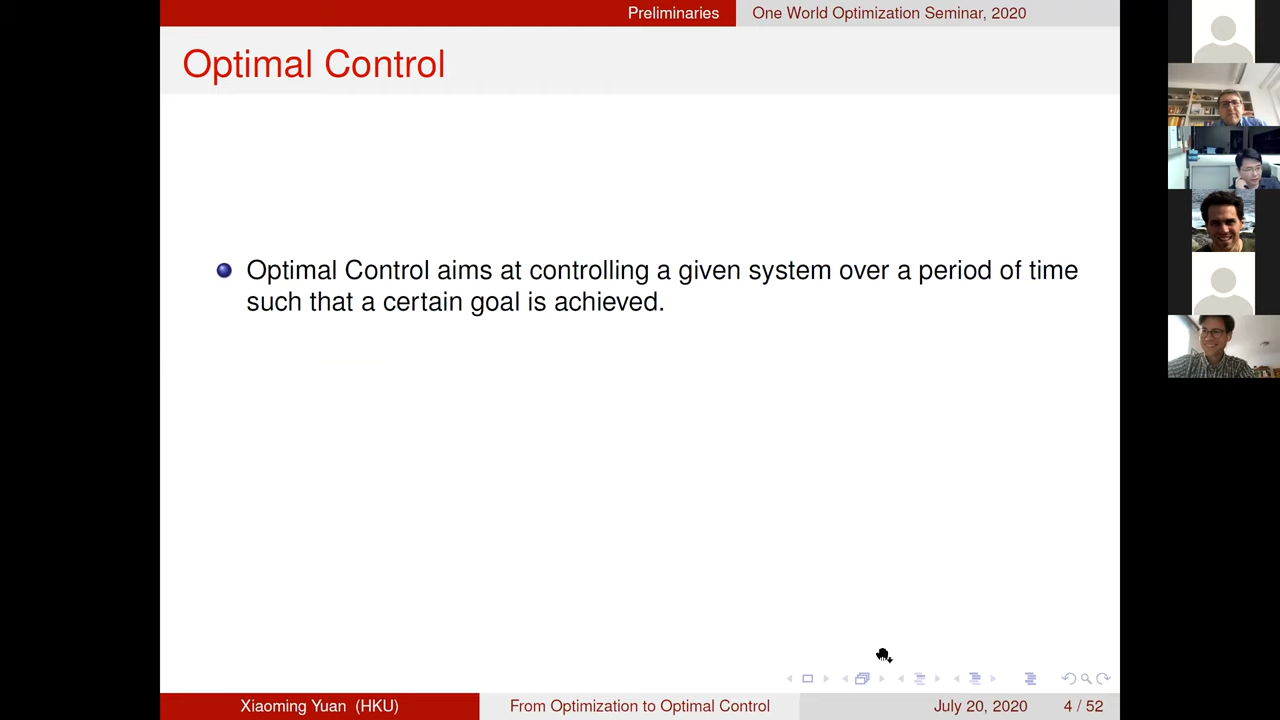 Preliminaries
One World Optimization Seminar, 2020
Optimal Control
Optimal Control aims at controlling a given system over a period of time
such that a certain goal is achieved.
Xiaoming Yuan (HKU)
From Optimization to Optimal Control
July 20, 2020
4 / 52